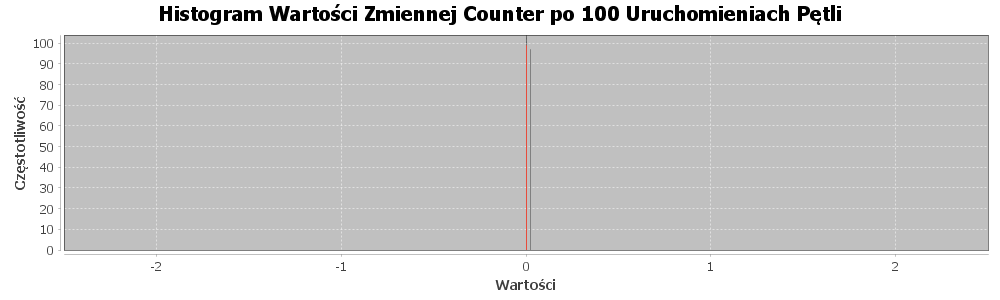 Histogram Wartości Zmiennej Counter po 100 Uruchomieniach Pętli
100
90
80
70
60
50
40
30
20
10
0
Częstotliwość
-2 -1 0 1 2
Wartości